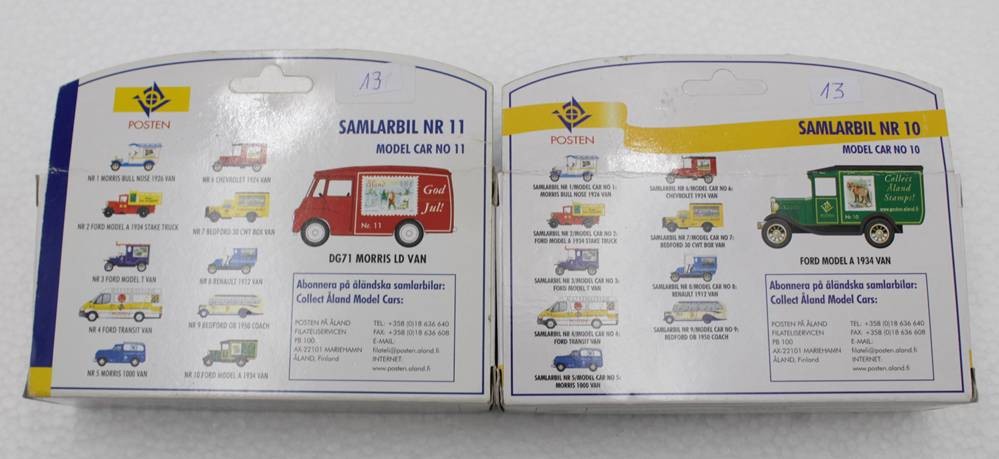 13
POSTEN
SAMLARBIL NR 11
MODEL CAR NO 11
NR 1 MORRIS BULL NOSE 1926 VAN
NR 6 CHEVROLET 1924 VAN
NR 2 FORD MODEL A 1934 STAKE TRUCK
NR 7 BEDFORD 30 CWT BOX VAN
NR 3 FORD MODEL T VAN
NR 8 RENAULT 1912 VAN
NR 4 FORD TRANSIT VAN
NR 9 BEDFORD OB 1950 COACH
NR 5 MORRIS 1000 VAN
NR 10 FORD MODEL A 1934 VAN
Åland
God
Jul!
Nr. 11
DG71 MORRIS LD VAN
Abonnera på åländska samlarbilar:
Collect Åland Model Cars:
POSTEN PÅ ÅLAND
FILATELISERVICEN
PB 100
AX-22101 MARIEHAMN
ÅLAND, Finland
TEL: +358 (0)18 636 640
FAX: +358 (0)18 636 608
E-MAIL:
filateli@posten.aland.fi
INTERNET:
www.posten.aland.fi
13
POSTEN
SAMLARBIL NR 10
MODEL CAR NO 10
SAMLARBIL NR 1/MODEL CAR NO 1:
MORRIS BULL NOSE 1926 VAN
SAMLARBIL NR 6/MODEL CAR NO 6:
CHEVROLET 1924 VAN
SAMLARBIL NR 2/MODEL CAR NO 2:
FORD MODEL A 1934 STAKE TRUCK
SAMLARBIL NR 7/MODEL CAR NO 7:
BEDFORD 30 CWT BOX VAN
SAMLARBIL NR 3/MODEL CAR NO 3:
FORD MODEL T VAN
SAMLARBIL NR 8/MODEL CAR NO 8:
RENAULT 1912 VAN
SAMLARBIL NR 4/MODEL CAR NO 4:
FORD TRANSIT VAN
SAMLARBIL NR 9/MODEL CAR NO 9:
BEDFORD OB 1950 COACH
SAMLARBIL NR 5/MODEL CAR NO 5:
MORRIS 1000 VAN
POSTEN
Collect
Åland
Stamps!
www.posten.aland.fi
Nr 10
FORD MODEL A 1934 VAN
Abonnera på åländska samlarbilar:
Collect Åland Model Cars:
POSTEN PÅ ÅLAND
FILATELISERVICEN
PB 100
AX-22101 MARIEHAMN
ÅLAND, Finland
TEL: +358 (0)18 636 640
FAX: +358 (0)18 636 608
E-MAIL:
filateli@posten.aland.fi
INTERNET:
www.posten.aland.fi